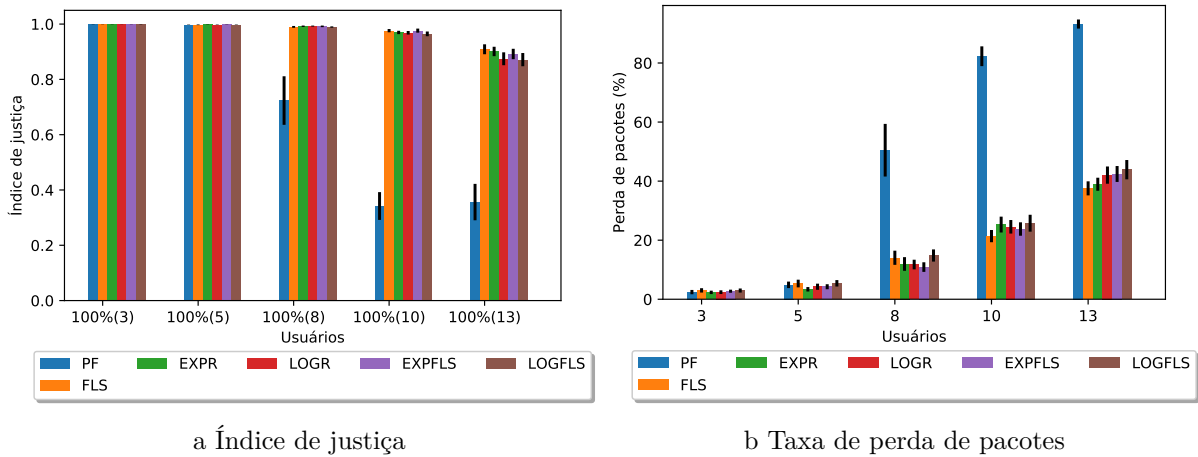 1.0
0.8
0.6
0.4
0.2
0.0
Índice de justiça
100%(3) 100%(5) 100%(8) 100%(10) 100%(13)
Usuários
PF EXPR LOGR EXPFLS LOGFLS
FLS
a Índice de justiça
80
60
40
20
0
Perda de pacotes (%)
3 5 8 10 13
Usuários
PF EXPR LOGR EXPFLS LOGFLS
FLS
b Taxa de perda de pacotes